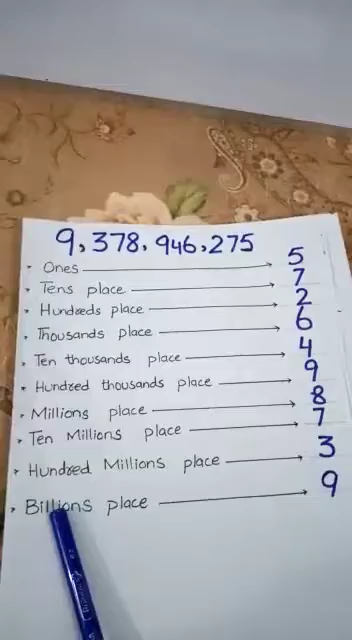 9,378,946,275
• Ones 5
• Tens place 7
• Hundreds place 2
• Thousands place 6
• Ten thousands place 4
• Hundred thousands place 9
• Millions place 8
• Ten Millions place 7
• Hundred Millions place 3
• Billions place 9